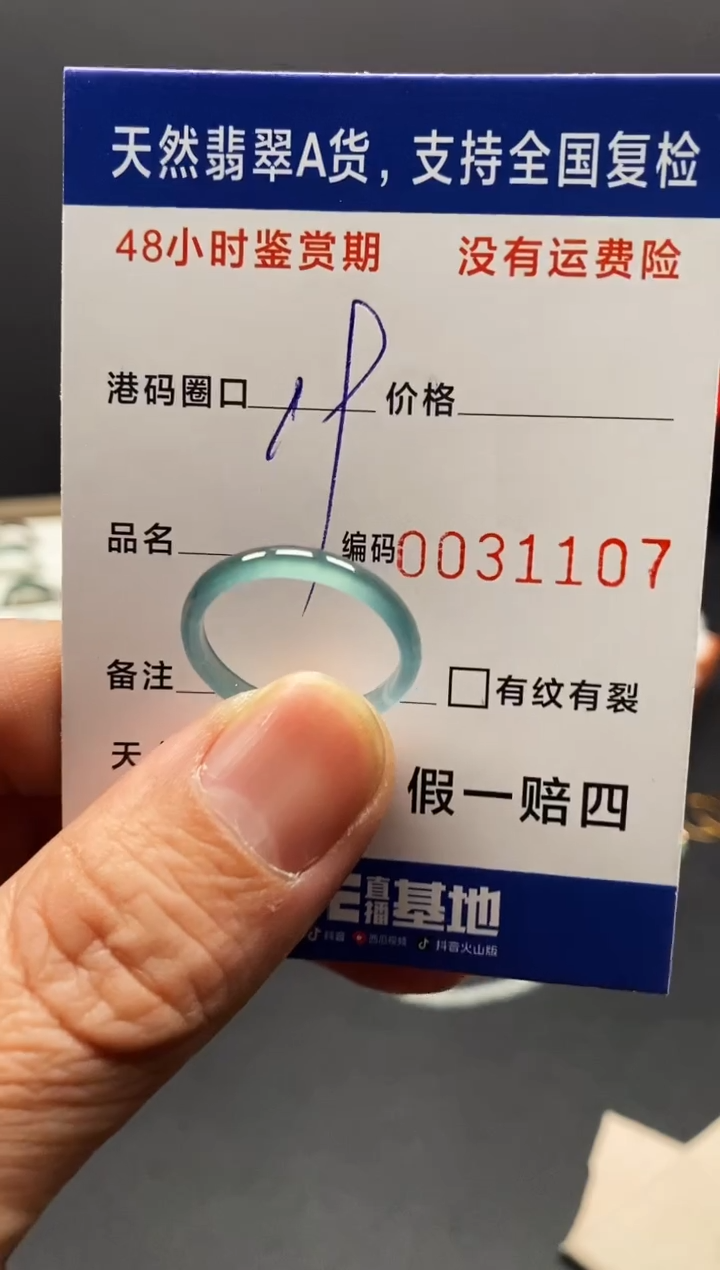 天然翡翠A货，支持全国复检
48小时鉴赏期 没有运费险
港码圈口 价格
品名 编码0031107
备注 □有纹有裂
天
假一赔四
直播基地
抖音 西瓜视频 抖音火山版